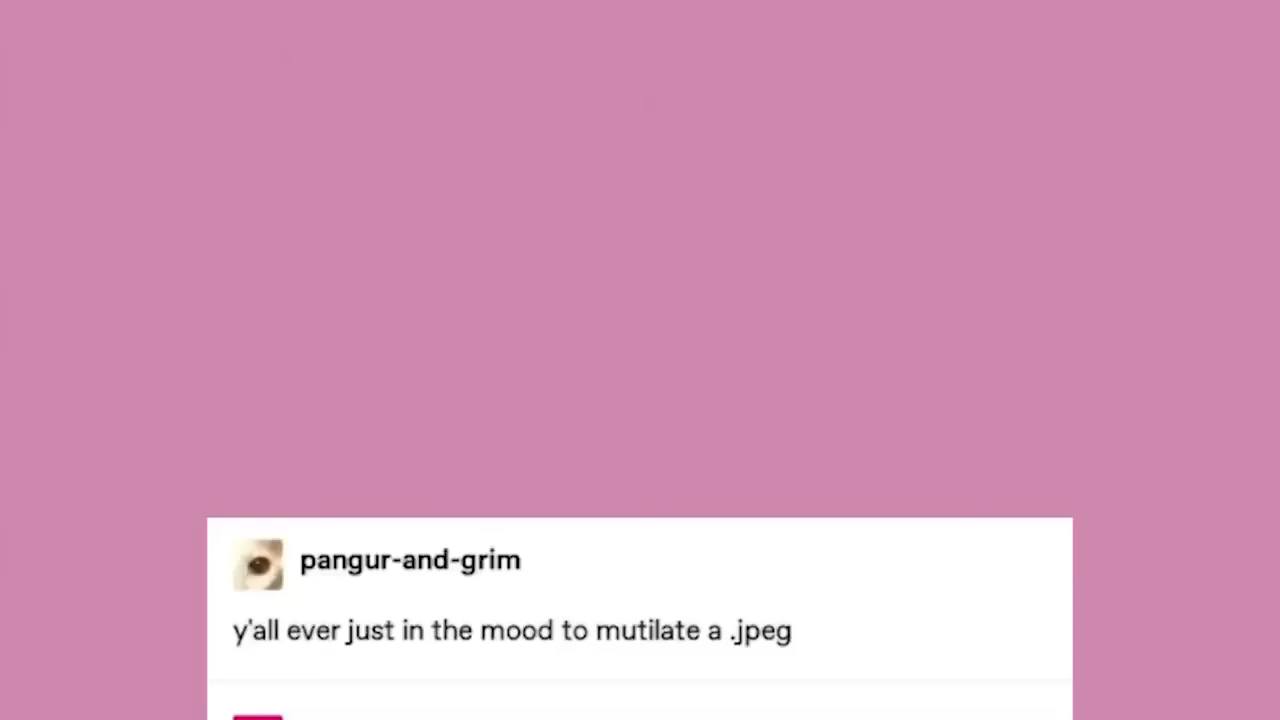 pangur-and-grim
y'all ever just in the mood to mutilate a .jpeg